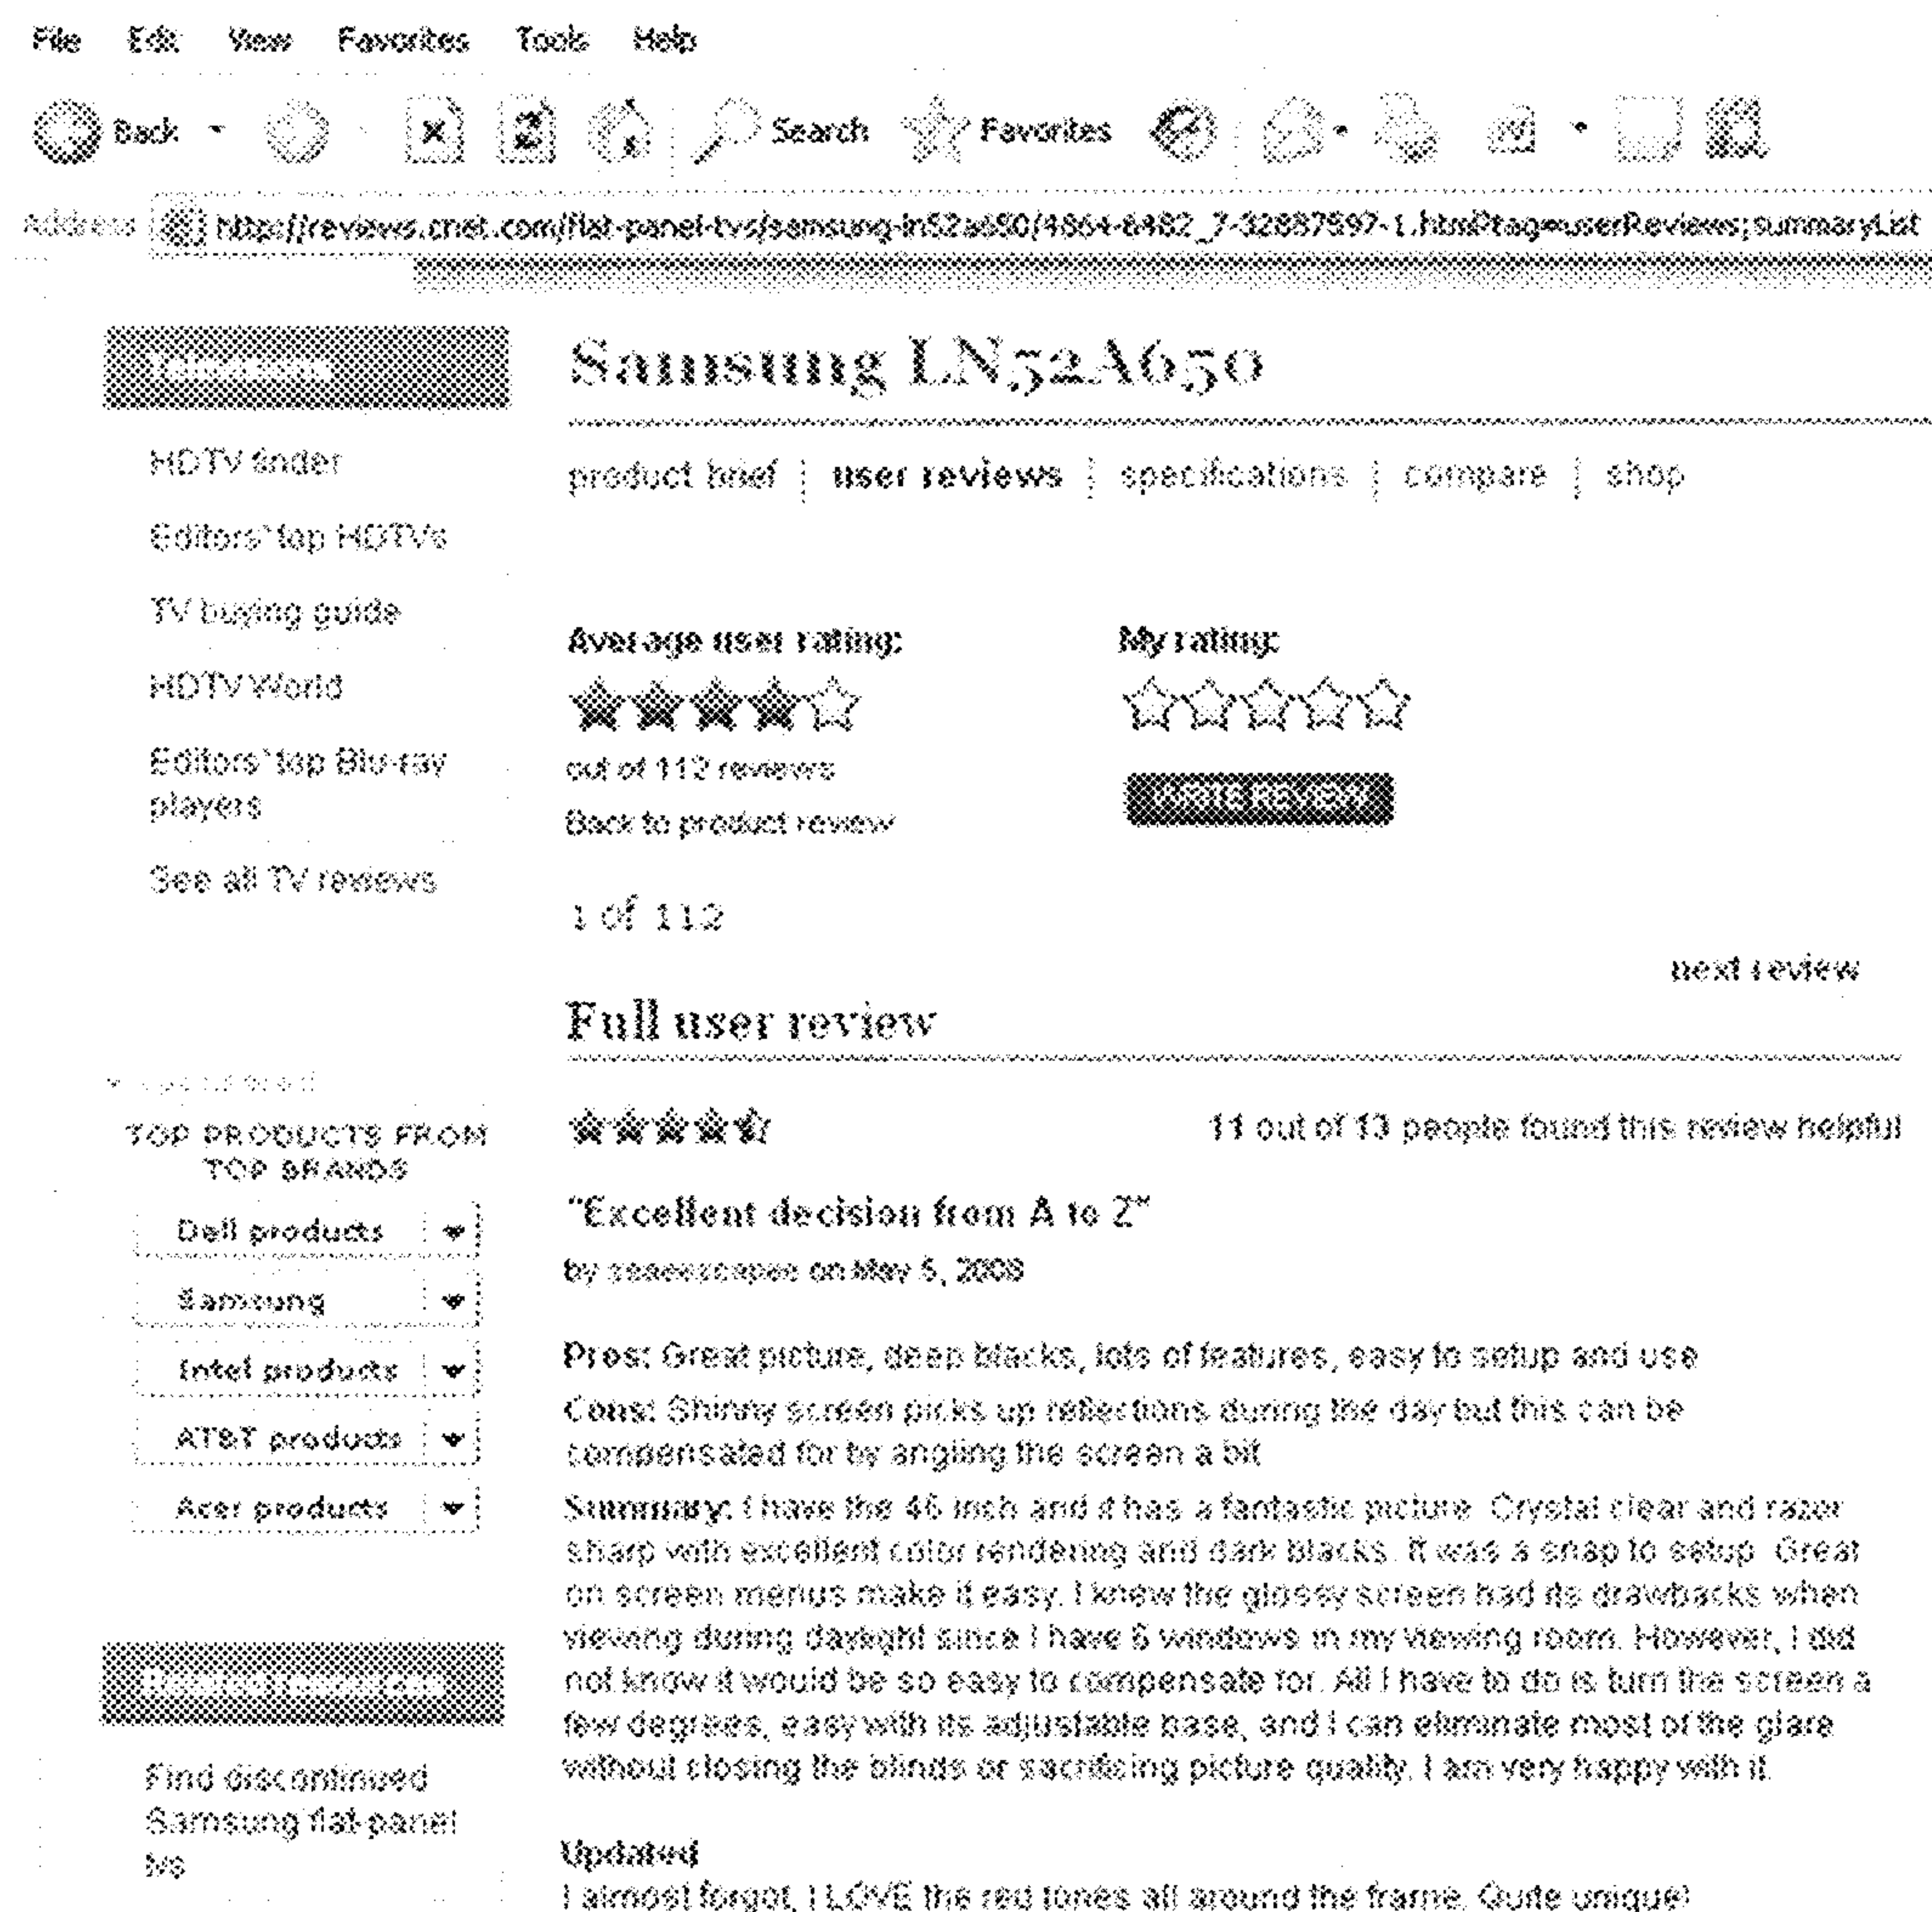 File Edit View Favorites Tools Help
Back Search Favorites
Address http://reviews.cnet.com/flat-panel-tvs/samsung-ln52a650/4864-6482_7-32887597-1.html?tag=userReviews;summaryList
Televisions
HDTV finder
Editors' top HDTVs
TV buying guide
HDTV World
Editors' top Blu-ray
players
See all TV reviews
TOP PRODUCTS FROM
TOP BRANDS
Dell products
Samsung
Intel products
AT&T products
Acer products
Related resources
Find discontinued
Samsung flat-panel
tvs
Samsung LN52A650
product brief | user reviews | specifications | compare | shop
Average user rating: My rating:
out of 112 reviews
WRITE REVIEW
Back to product review
1 of 112
next review
Full user review
11 out of 13 people found this review helpful
"Excellent decision from A to Z"
by on May 5, 2008
Pros: Great picture, deep blacks, lots of features, easy to setup and use
Cons: Shinny screen picks up reflections during the day but this can be
compensated for by angling the screen a bit
Summary: I have the 46 inch and it has a fantastic picture. Crystal clear and razor
sharp with excellent color rendering and dark blacks. It was a snap to setup. Great
on screen menus make it easy. I knew the glossy screen had its drawbacks when
viewing during daylight since I have 6 windows in my viewing room. However, I did
not know it would be so easy to compensate for. All I have to do is turn the screen a
few degrees, easy with its adjustable base, and I can eliminate most of the glare
without closing the blinds or sacrificing picture quality. I am very happy with it.
Updated
I almost forgot, I LOVE the red tones all around the frame. Quite unique!